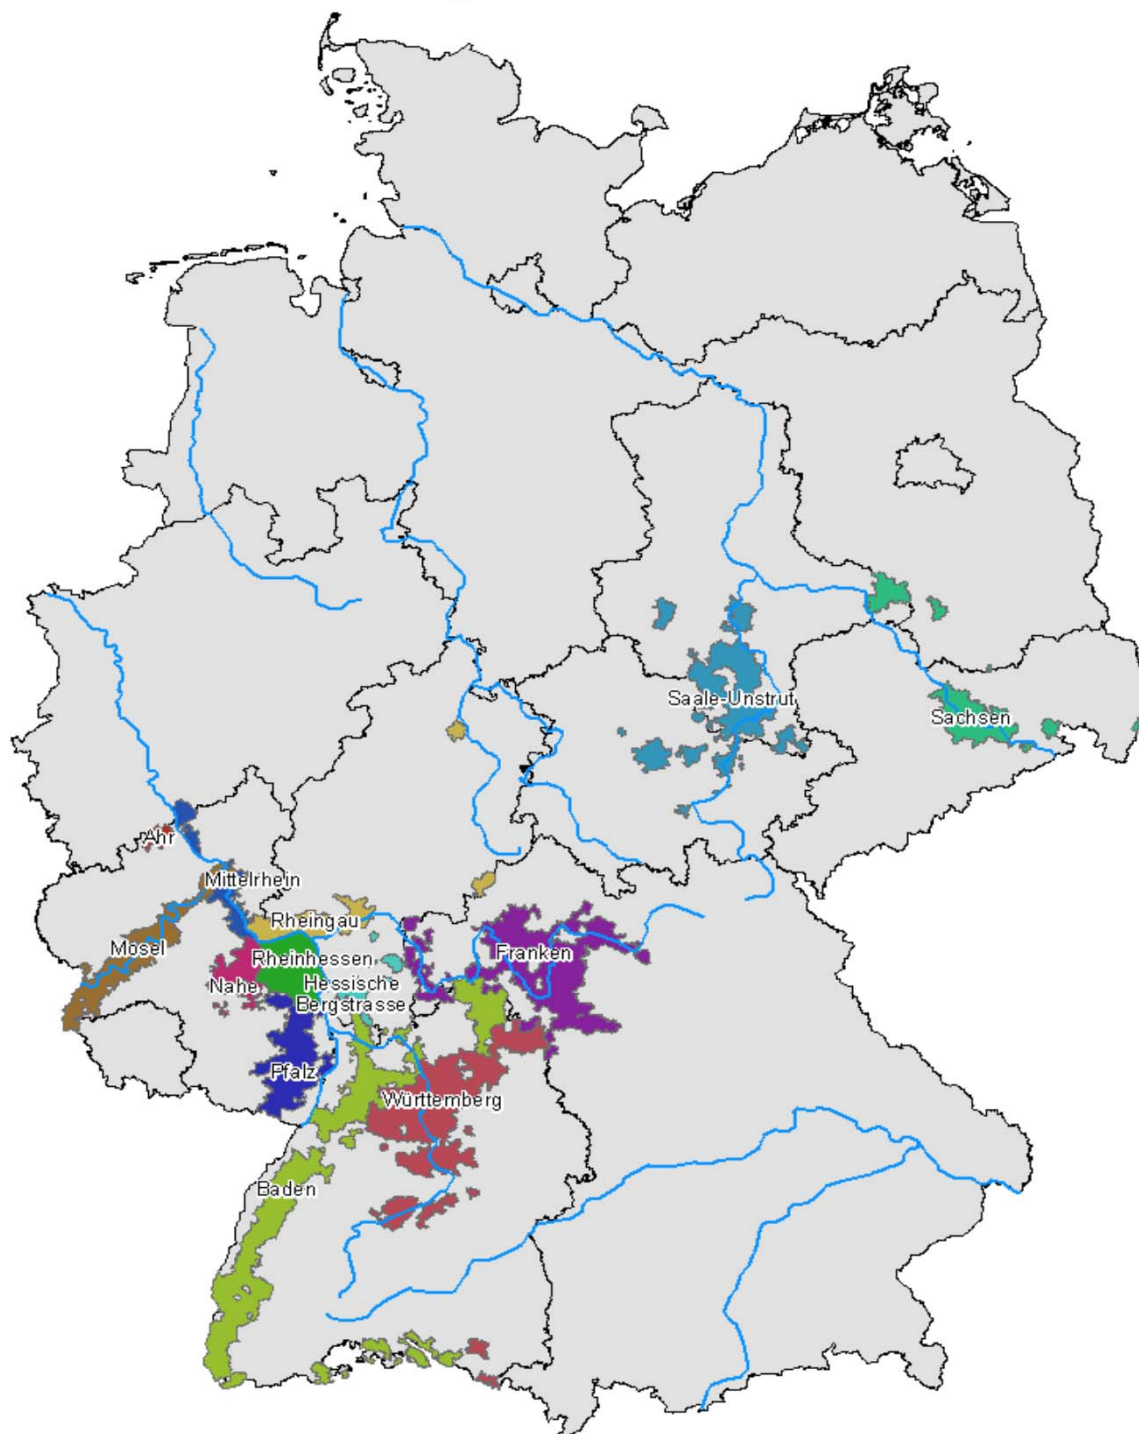 Saale-Unstrut
Sachsen
Ahr
Mittelrhein
Rheingau
Mosel
Franken
Rheinhessen
Nahe
Hessische
Bergstrasse
Pfalz
Württemberg
Baden